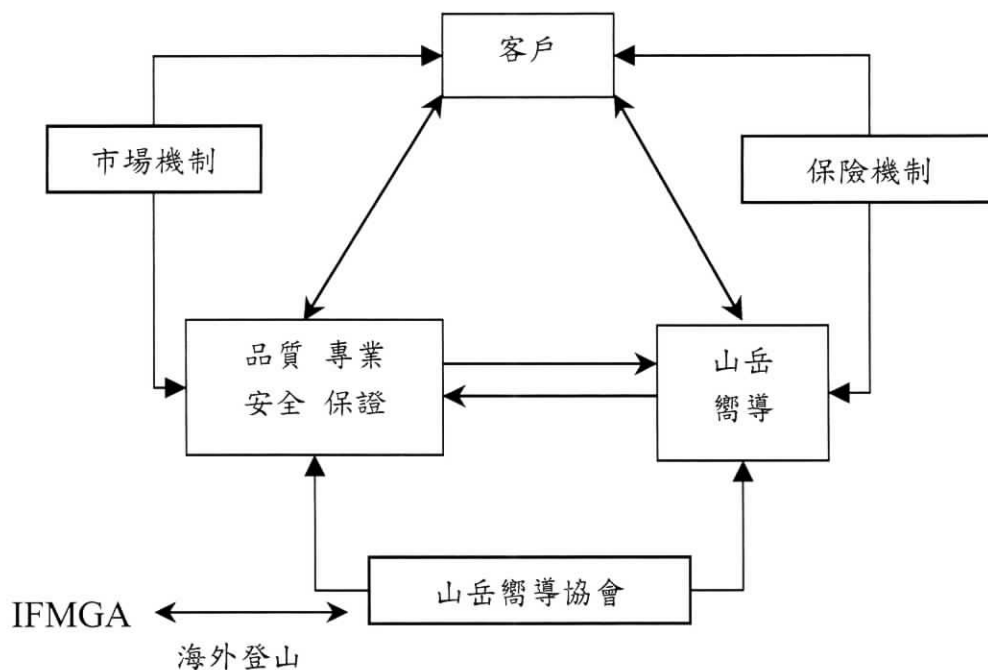 客戶
市場機制
保險機制
品質 專業
安全 保證
山岳
嚮導
山岳嚮導協會
IFMGA
海外登山